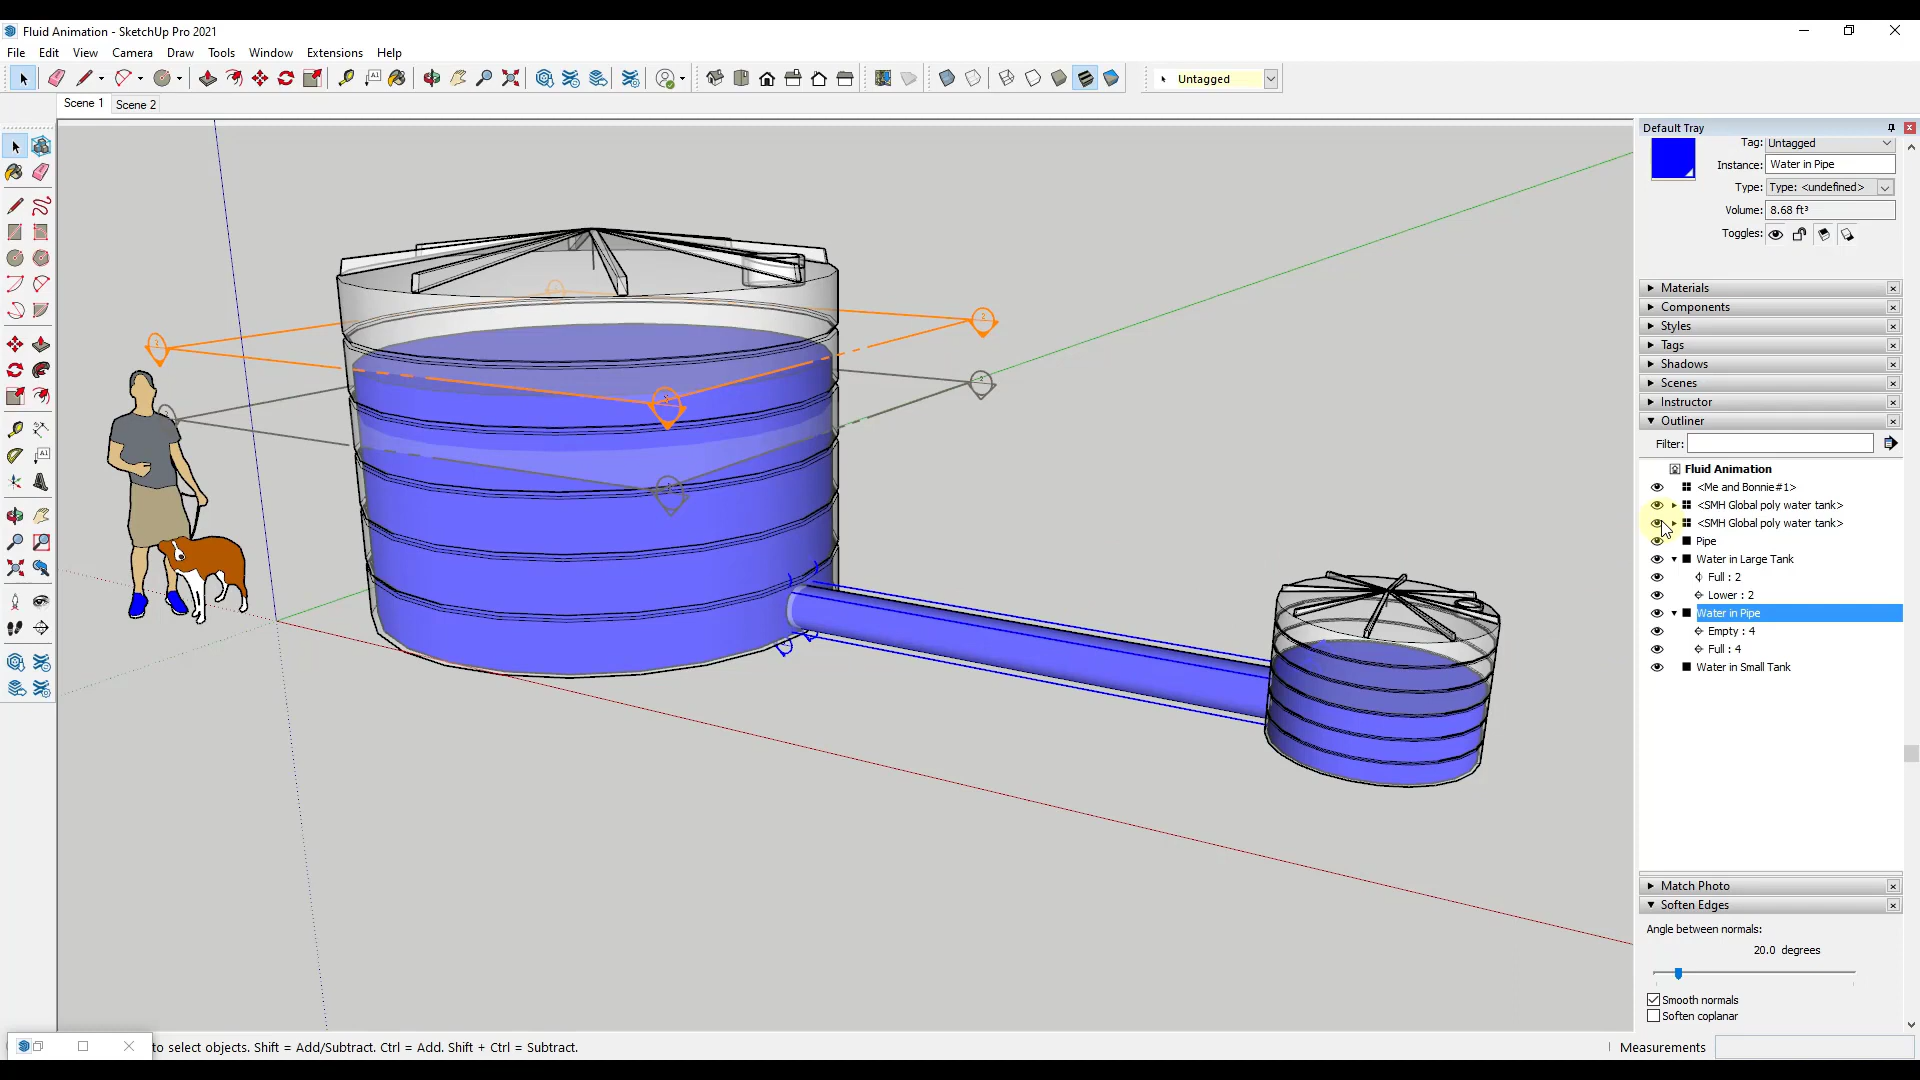 Fluid Animation - SketchUp Pro 2021
File Edit View Camera Draw Tools Window Extensions Help
A1
Untagged
Scene 1 Scene 2
Default Tray
Tag: Untagged
Instance: Water in Pipe
Type: Type: <undefined>
Volume: 8.68 ft³
Toggles:
Materials
Components
Styles
Tags
Shadows
Scenes
Instructor
Outliner
Filter:
Fluid Animation
<Me and Bonnie#1>
<SMH Global poly water tank>
<SMH Global poly water tank>
Pipe
Water in Large Tank
Full : 2
Lower : 2
Water in Pipe
Empty : 4
Full : 4
Water in Small Tank
Match Photo
Soften Edges
Angle between normals:
20.0 degrees
Smooth normals
Soften coplanar
A1
2
2
to select objects. Shift = Add/Subtract. Ctrl = Add. Shift + Ctrl = Subtract.
Measurements